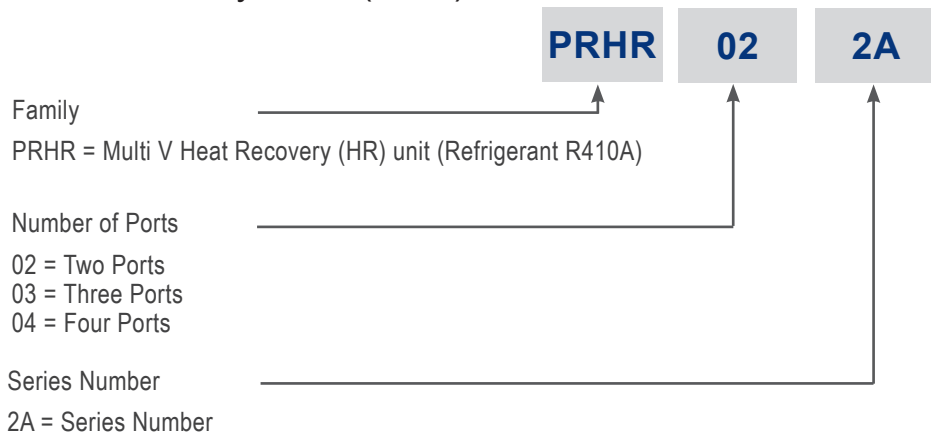 PRHR 02 2A
Family
PRHR = Multi V Heat Recovery (HR) unit (Refrigerant R410A)
Number of Ports
02 = Two Ports
03 = Three Ports
04 = Four Ports
Series Number
2A = Series Number